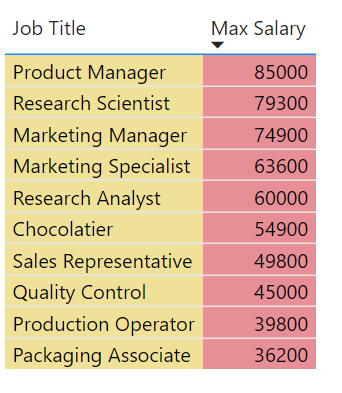 Job Title Max Salary
Product Manager 85000
Research Scientist 79300
Marketing Manager 74900
Marketing Specialist 63600
Research Analyst 60000
Chocolatier 54900
Sales Representative 49800
Quality Control 45000
Production Operator 39800
Packaging Associate 36200